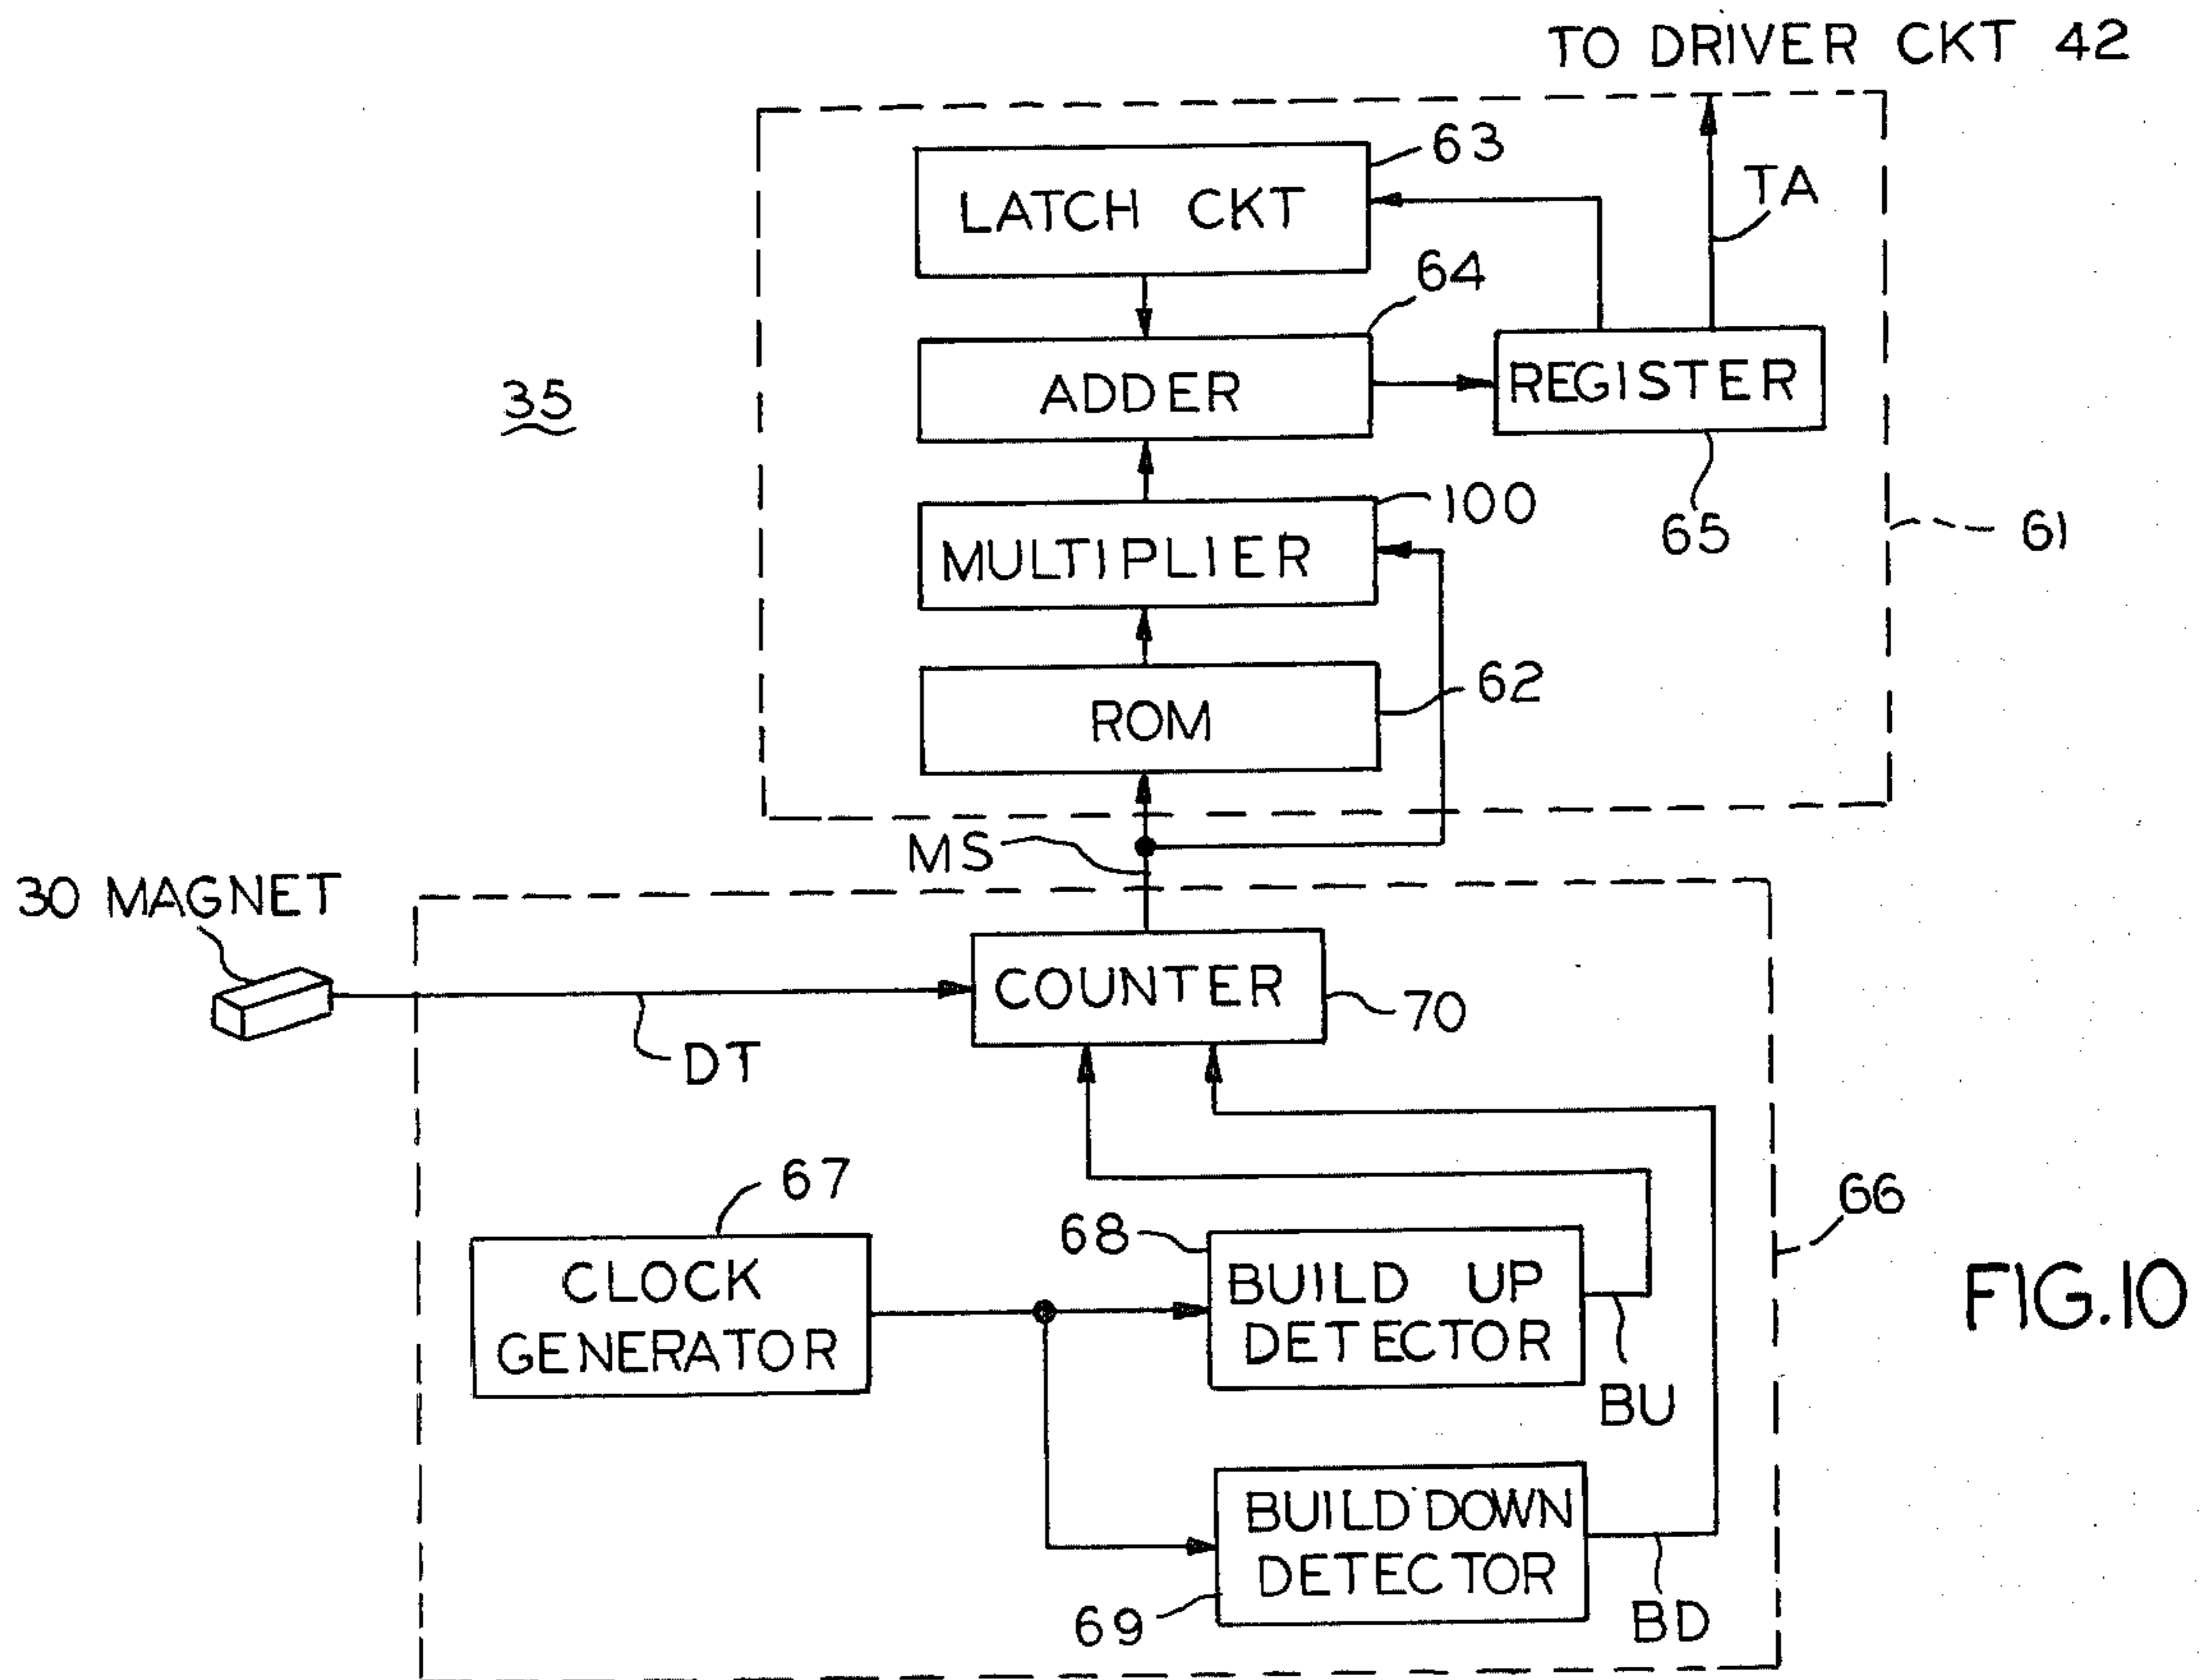 TO DRIVER CKT 42
63
LATCH CKT
TA
64
ADDER
REGISTER
35
100
MULTIPLIER
65
61
62
ROM
MS
30 MAGNET
COUNTER
70
DT
67
66
CLOCK
GENERATOR
68
BUILD UP
DETECTOR
BU
FIG.10
BUILD DOWN
DETECTOR
69
BD